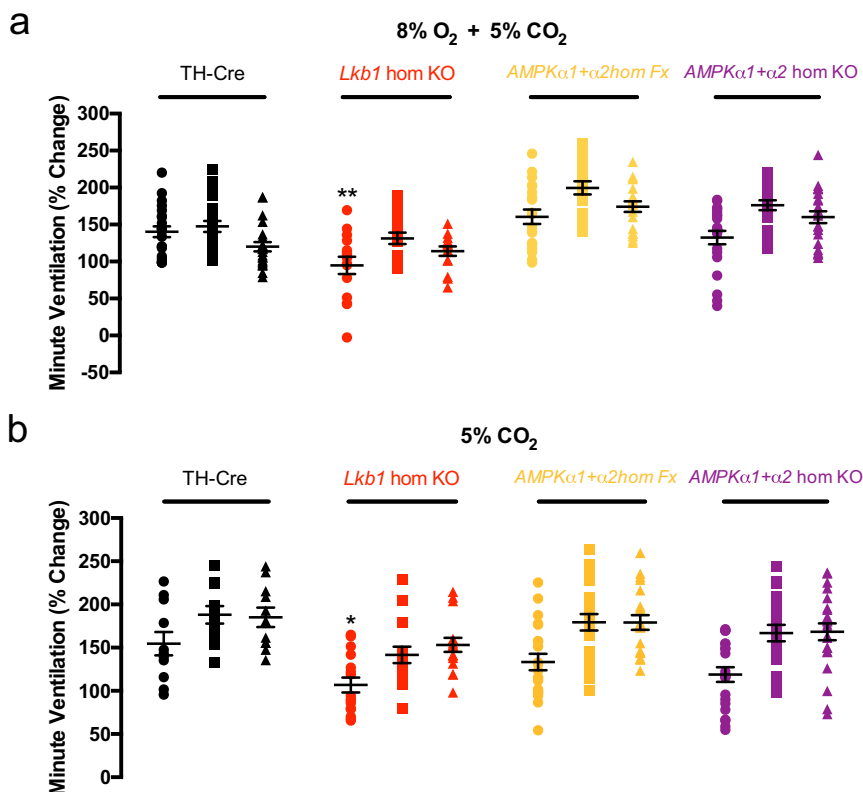 a
8% O₂ + 5% CO₂
TH-Cre
Lkb1 hom KO
AMPKα1+α2hom Fx
AMPKα1+α2 hom KO
Minute Ventilation (% Change)
300
250
200
150
100
50
0
-50
**
b
5% CO₂
TH-Cre
Lkb1 hom KO
AMPKα1+α2hom Fx
AMPKα1+α2 hom KO
Minute Ventilation (% Change)
300
250
200
150
100
50
0
*